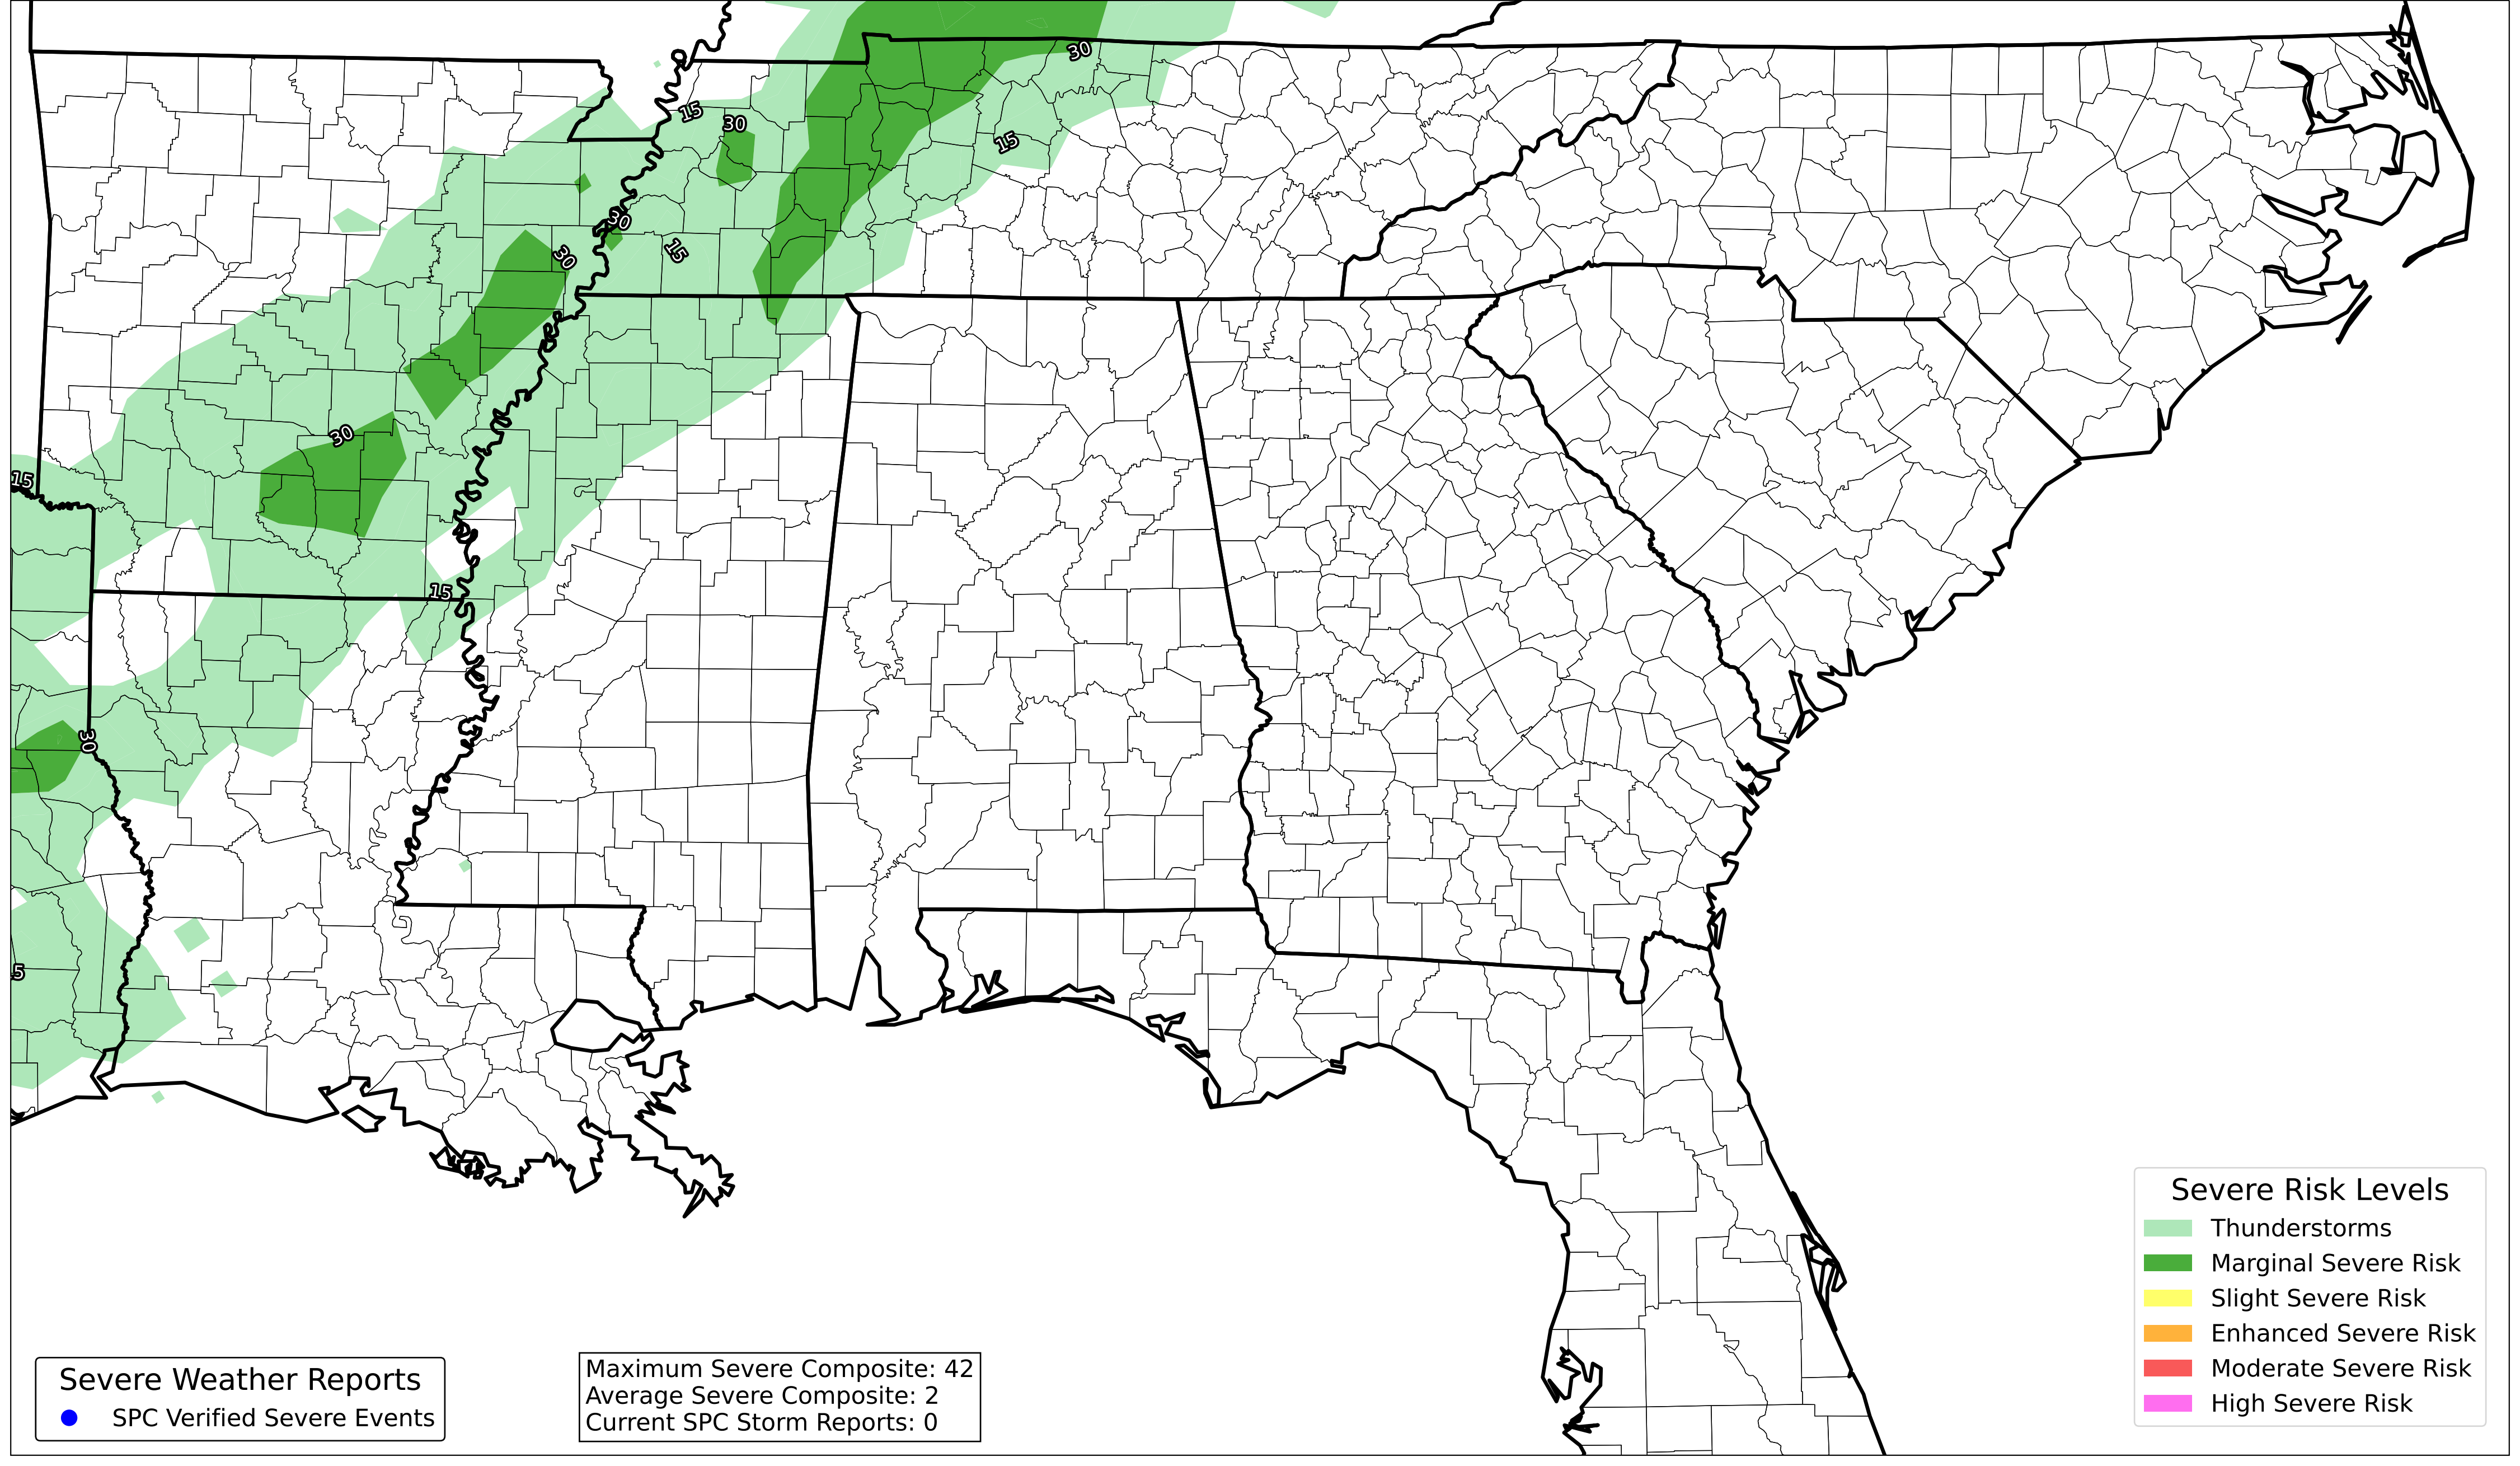 30
15
30
15
30
30
15
30
15
15
30
5
Severe Risk Levels
Thunderstorms
Marginal Severe Risk
Slight Severe Risk
Enhanced Severe Risk
Moderate Severe Risk
High Severe Risk
Severe Weather Reports
SPC Verified Severe Events
Maximum Severe Composite: 42
Average Severe Composite: 2
Current SPC Storm Reports: 0